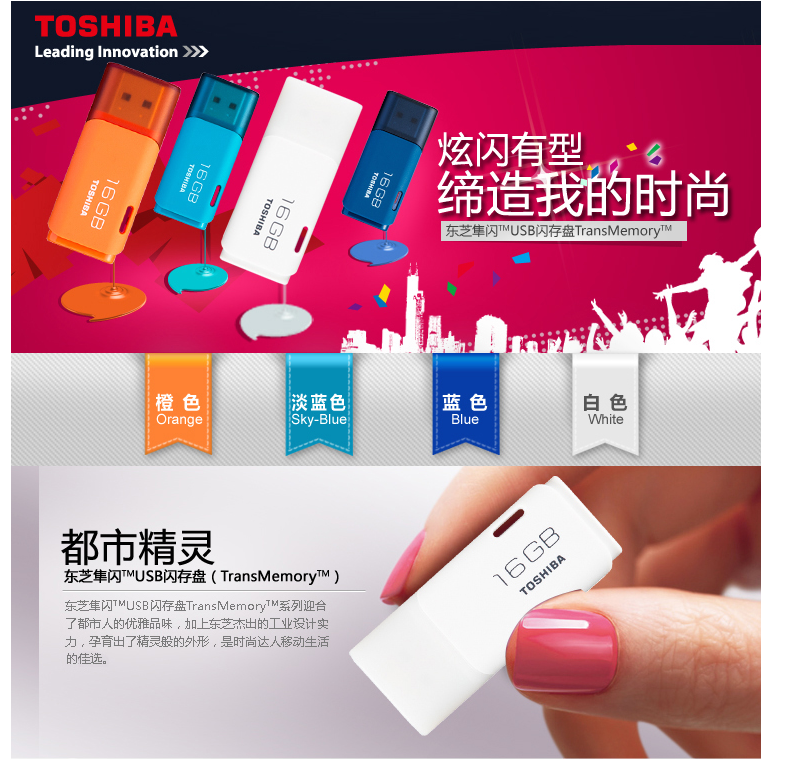 TOSHIBA
Leading Innovation
16GB
TOSHIBA
16GB
TOSHIBA
16GB
TOSHIBA
16GB
TOSHIBA
炫闪有型
缔造我的时尚
东芝隼闪™USB闪存盘TransMemory™
橙 色
Orange
淡蓝色
Sky-Blue
蓝 色
Blue
白 色
White
都市精灵
东芝隼闪™USB闪存盘（TransMemory™）
东芝隼闪™USB闪存盘TransMemory™系列迎合
了都市人的优雅品味，加上东芝杰出的工业设计实
力，孕育出了精灵般的外形，是时尚达人移动生活
的佳选。
16GB
TOSHIBA